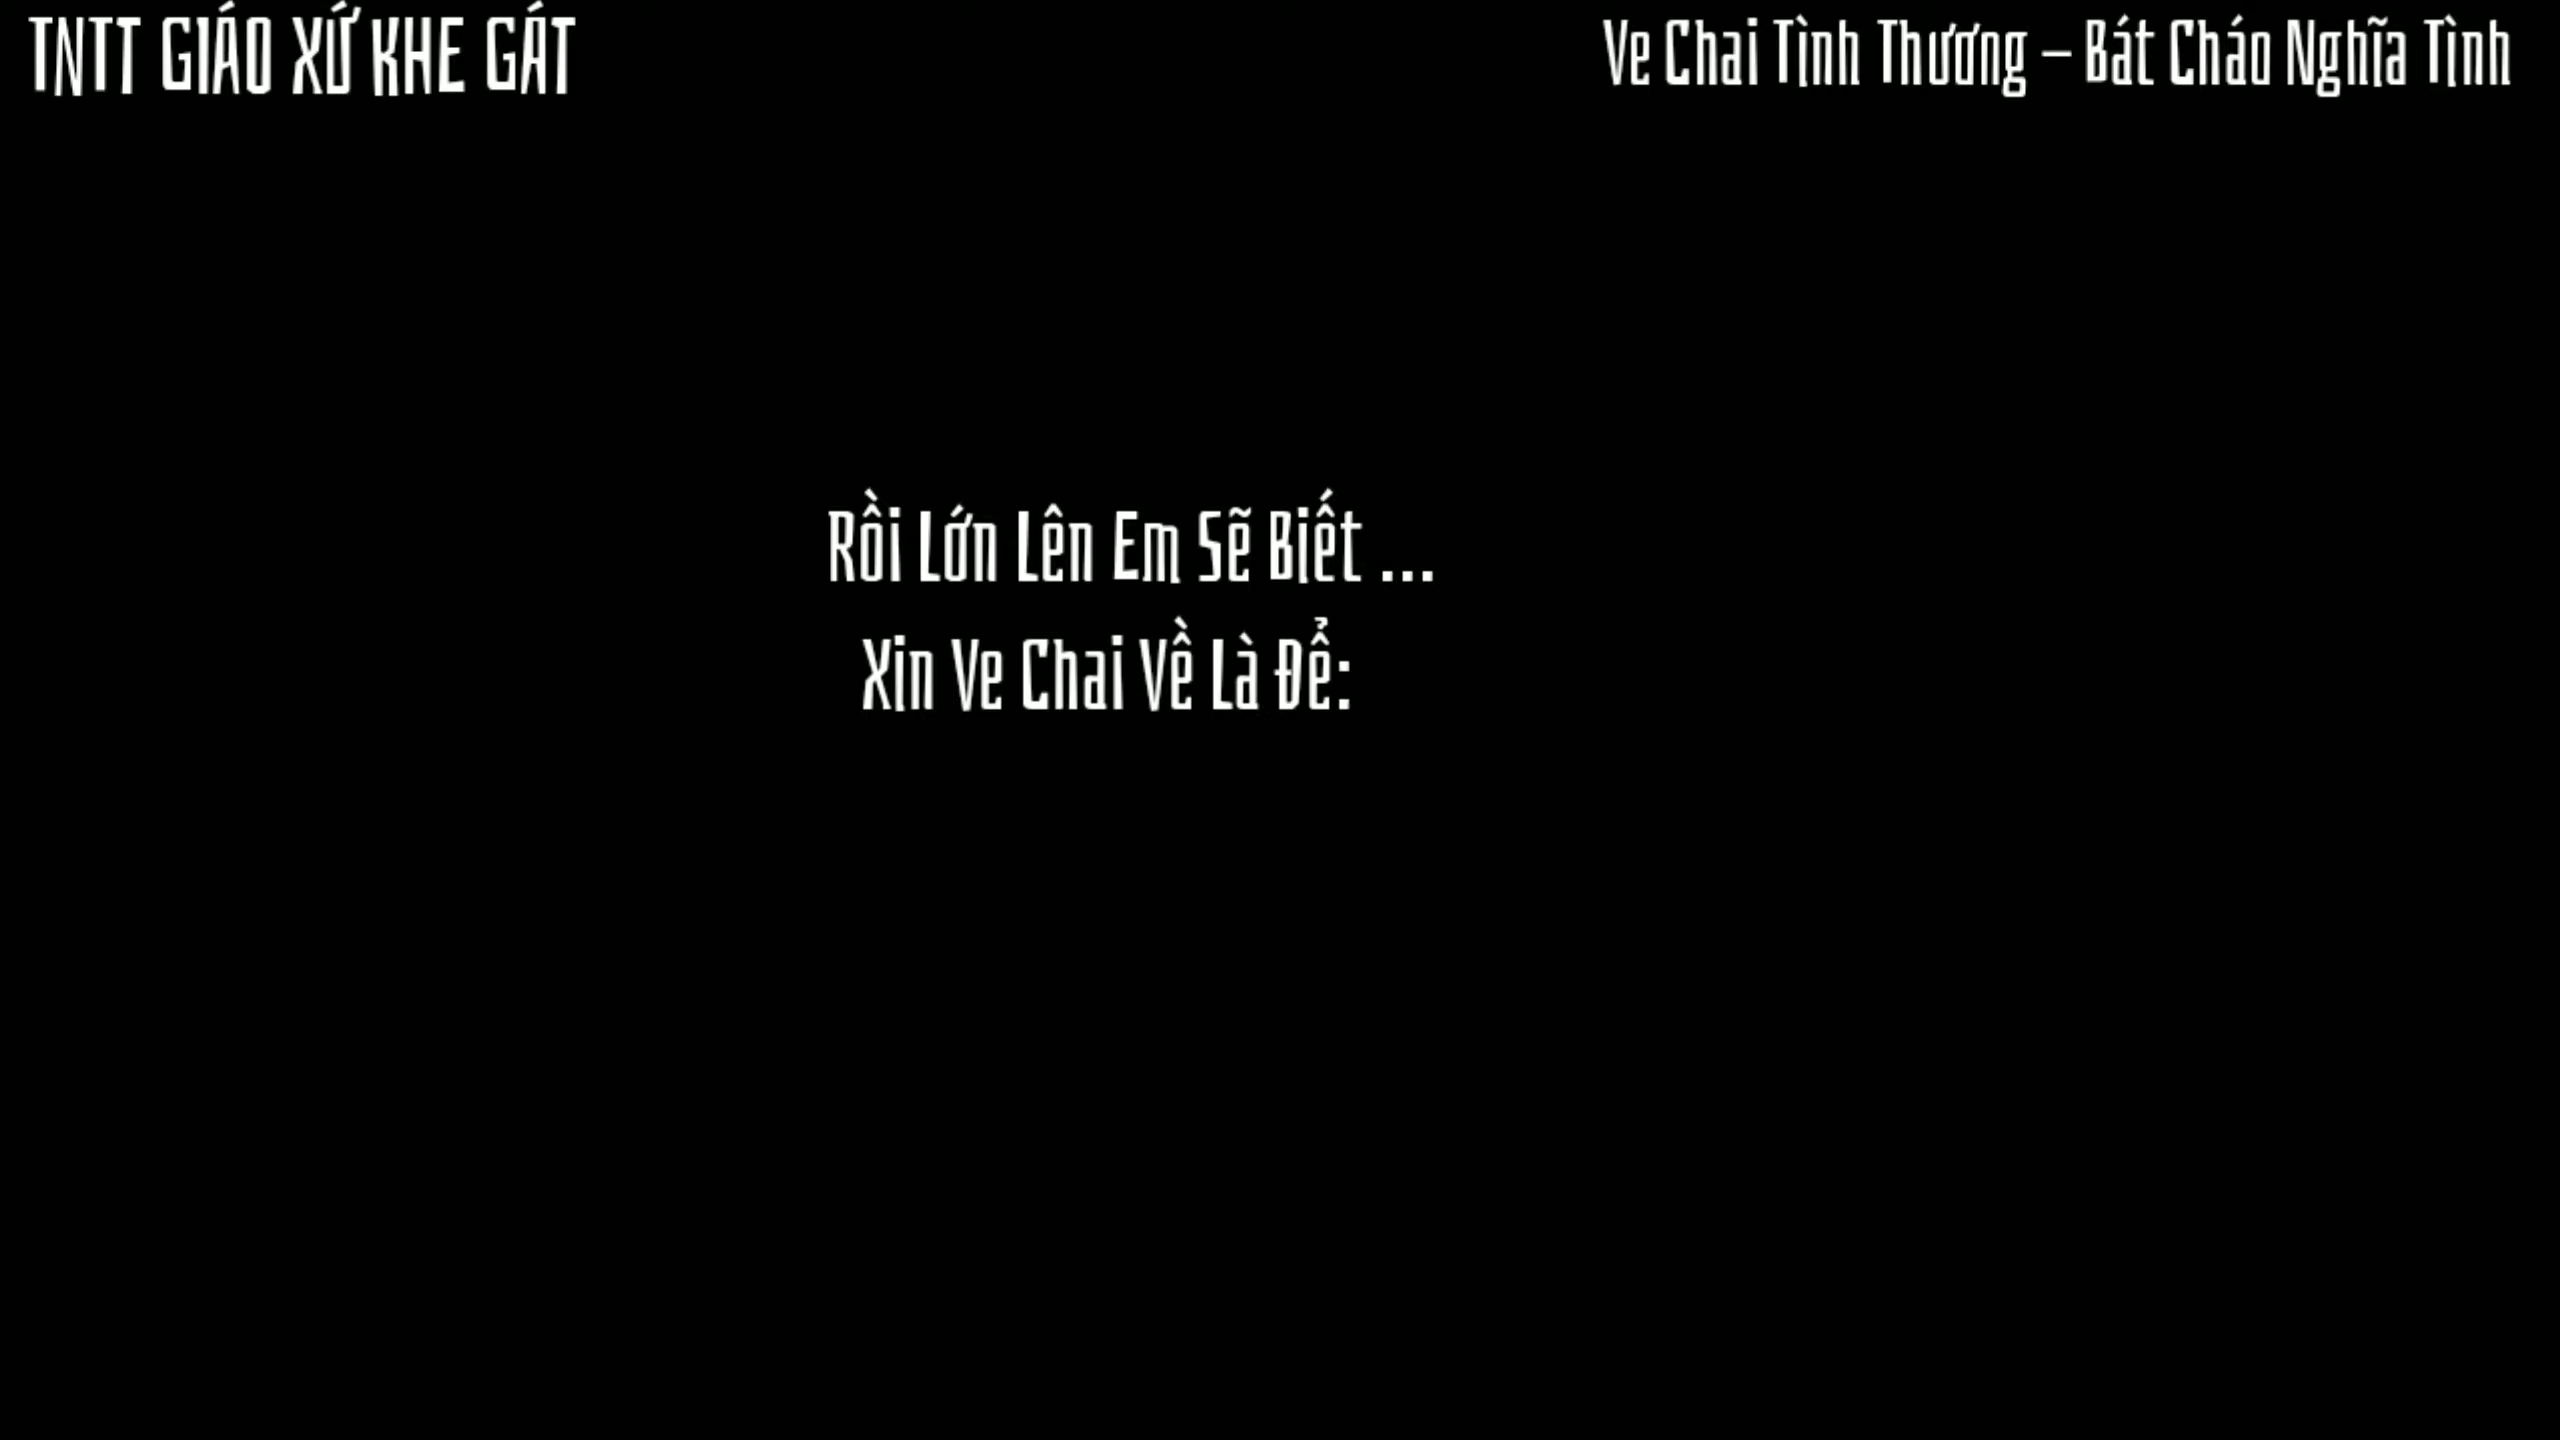 TNTT GIÁO XỨ KHE GÁT
Ve Chai Tình Thương – Bát Cháo Nghĩa Tình
Rồi Lớn Lên Em Sẽ Biết ...
Xin Ve Chai Về Là Để: